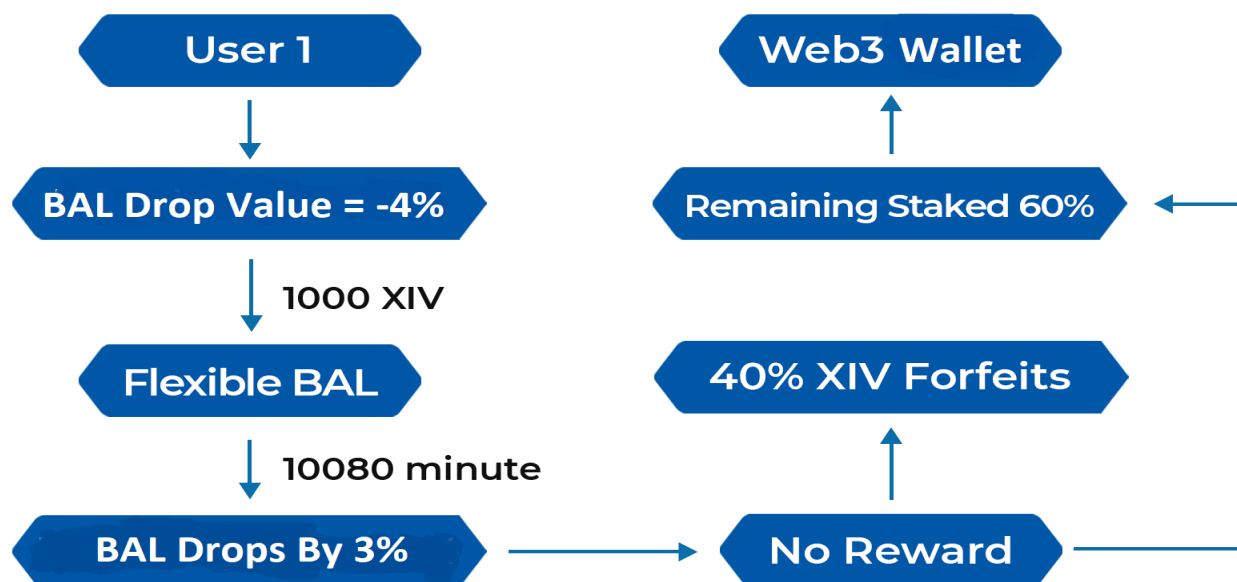 User 1
BAL Drop Value = -4%
1000 XIV
Flexible BAL
10080 minute
BAL Drops By 3%
No Reward
40% XIV Forfeits
Remaining Staked 60%
Web3 Wallet